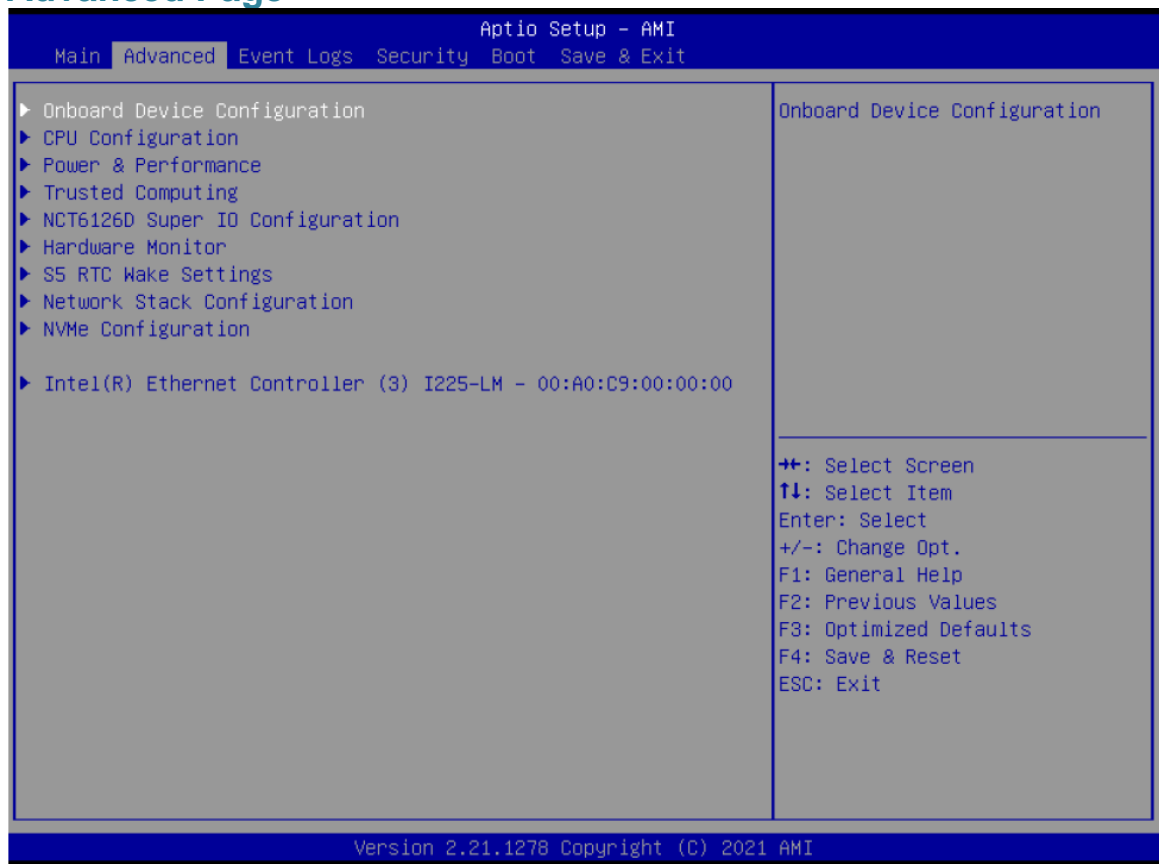 Advanced Page
Aptio Setup – AMI
Main Advanced Event Logs Security Boot Save & Exit
▶ Onboard Device Configuration
▶ CPU Configuration
▶ Power & Performance
▶ Trusted Computing
▶ NCT6126D Super IO Configuration
▶ Hardware Monitor
▶ S5 RTC Wake Settings
▶ Network Stack Configuration
▶ NVMe Configuration
▶ Intel(R) Ethernet Controller (3) I225-LM – 00:A0:C9:00:00:00
Onboard Device Configuration
→←: Select Screen
↑↓: Select Item
Enter: Select
+/-: Change Opt.
F1: General Help
F2: Previous Values
F3: Optimized Defaults
F4: Save & Reset
ESC: Exit
Version 2.21.1278 Copyright (C) 2021 AMI